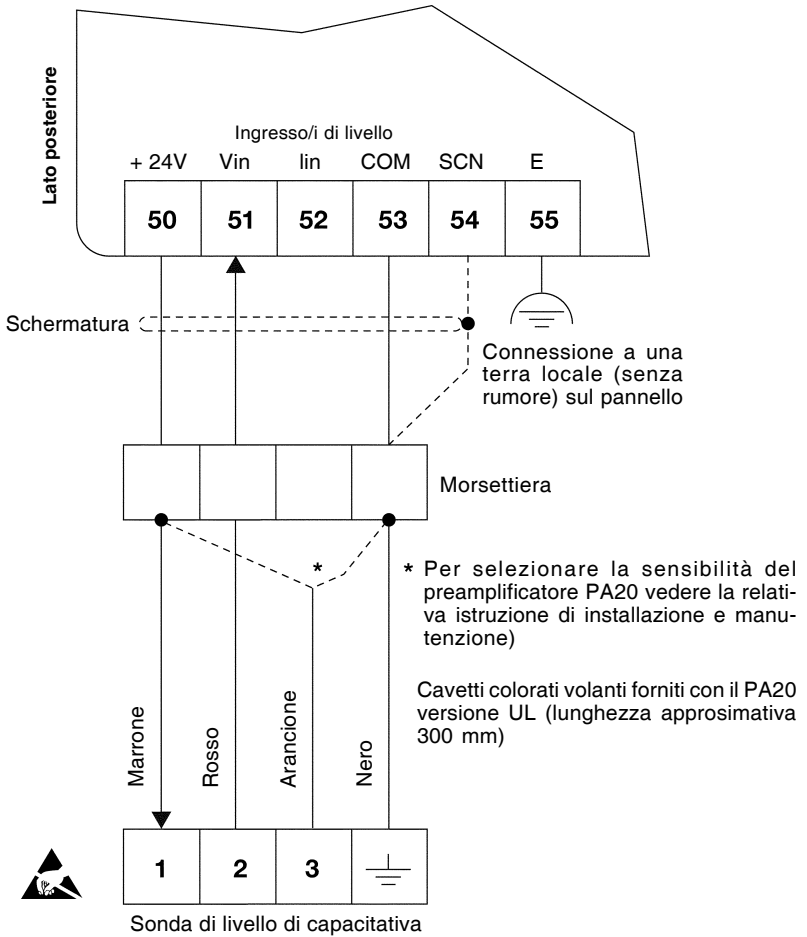 Lato posteriore
Ingresso/i di livello
+ 24V Vin Iin COM SCN E
50 51 52 53 54 55
Schermatura
Connessione a una
terra locale (senza
rumore) sul pannello
Morsettiera
*
* Per selezionare la sensibilità del
preamplificatore PA20 vedere la relati-
va istruzione di installazione e manu-
tenzione)
Cavetti colorati volanti forniti con il PA20
versione UL (lunghezza approsimativa
300 mm)
Marrone
Rosso
Arancione
Nero
1 2 3
Sonda di livello di capacitativa